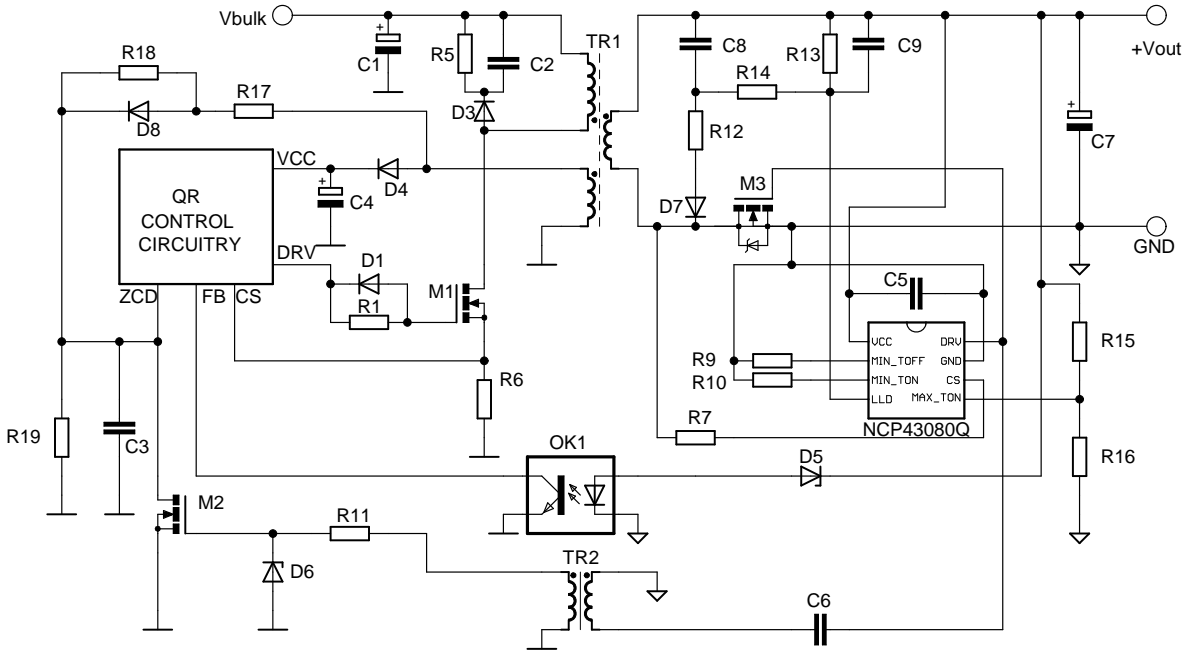 Vbulk
R18
D8
R17
C1
R5
C2
D3
TR1
C8
R14
R13
C9
+Vout
R12
C7
VCC
D4
C4
QR
CONTROL
CIRCUITRY
DRV
D1
R1
M1
ZCD
FB
CS
D7
M3
GND
C5
VCC
DRV
MIN_TOFF
GND
MIN_TON
CS
LLD
MAX_TON
NCP43080Q
R9
R10
R7
R15
R16
R6
R19
C3
OK1
D5
M2
R11
D6
TR2
C6